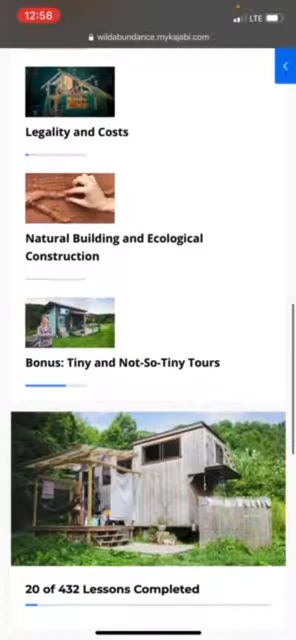 12:58
LTE
wildabundance.mykajabi.com
Legality and Costs
Natural Building and Ecological
Construction
Bonus: Tiny and Not-So-Tiny Tours
20 of 432 Lessons Completed